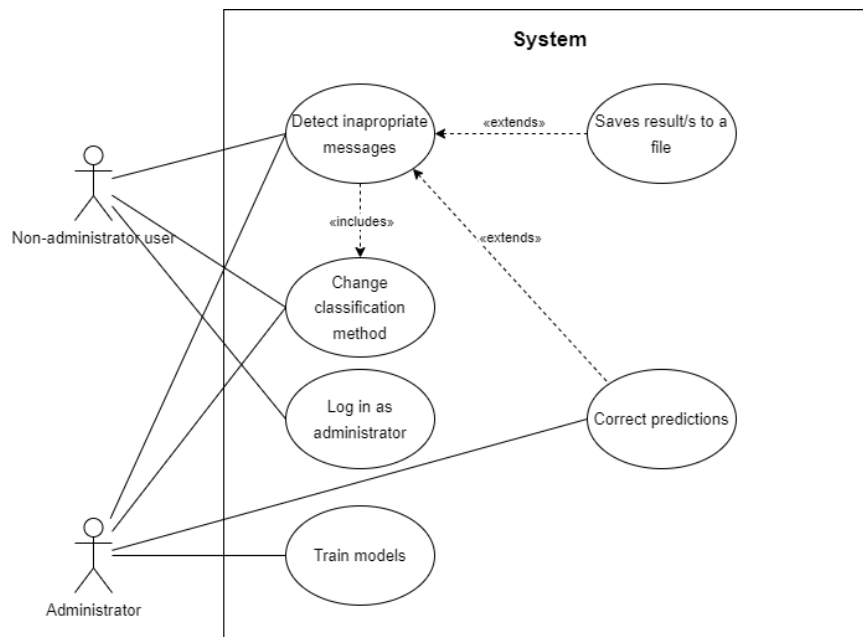 System
Detect inapropriate
messages
«extends»
Saves result/s to a
file
Non-administrator user
«includes»
«extends»
Change
classification
method
Log in as
administrator
Correct predictions
Train models
Administrator